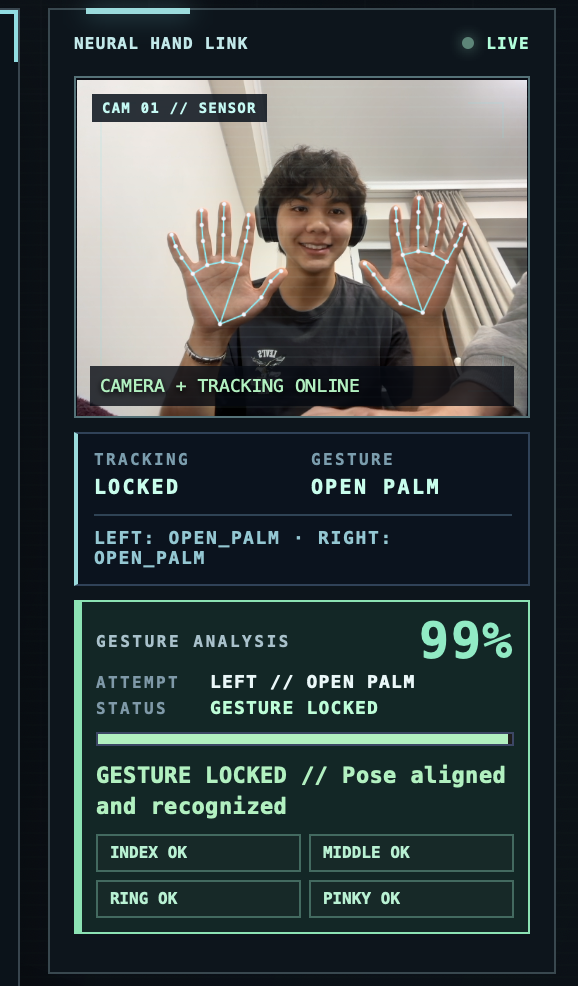 NEURAL HAND LINK
LIVE
CAM 01 // SENSOR
CAMERA + TRACKING ONLINE
TRACKING
GESTURE
LOCKED
OPEN PALM
LEFT: OPEN_PALM · RIGHT:
OPEN_PALM
GESTURE ANALYSIS
99%
ATTEMPT
LEFT // OPEN PALM
STATUS
GESTURE LOCKED
GESTURE LOCKED // Pose aligned
and recognized
INDEX OK
MIDDLE OK
RING OK
PINKY OK